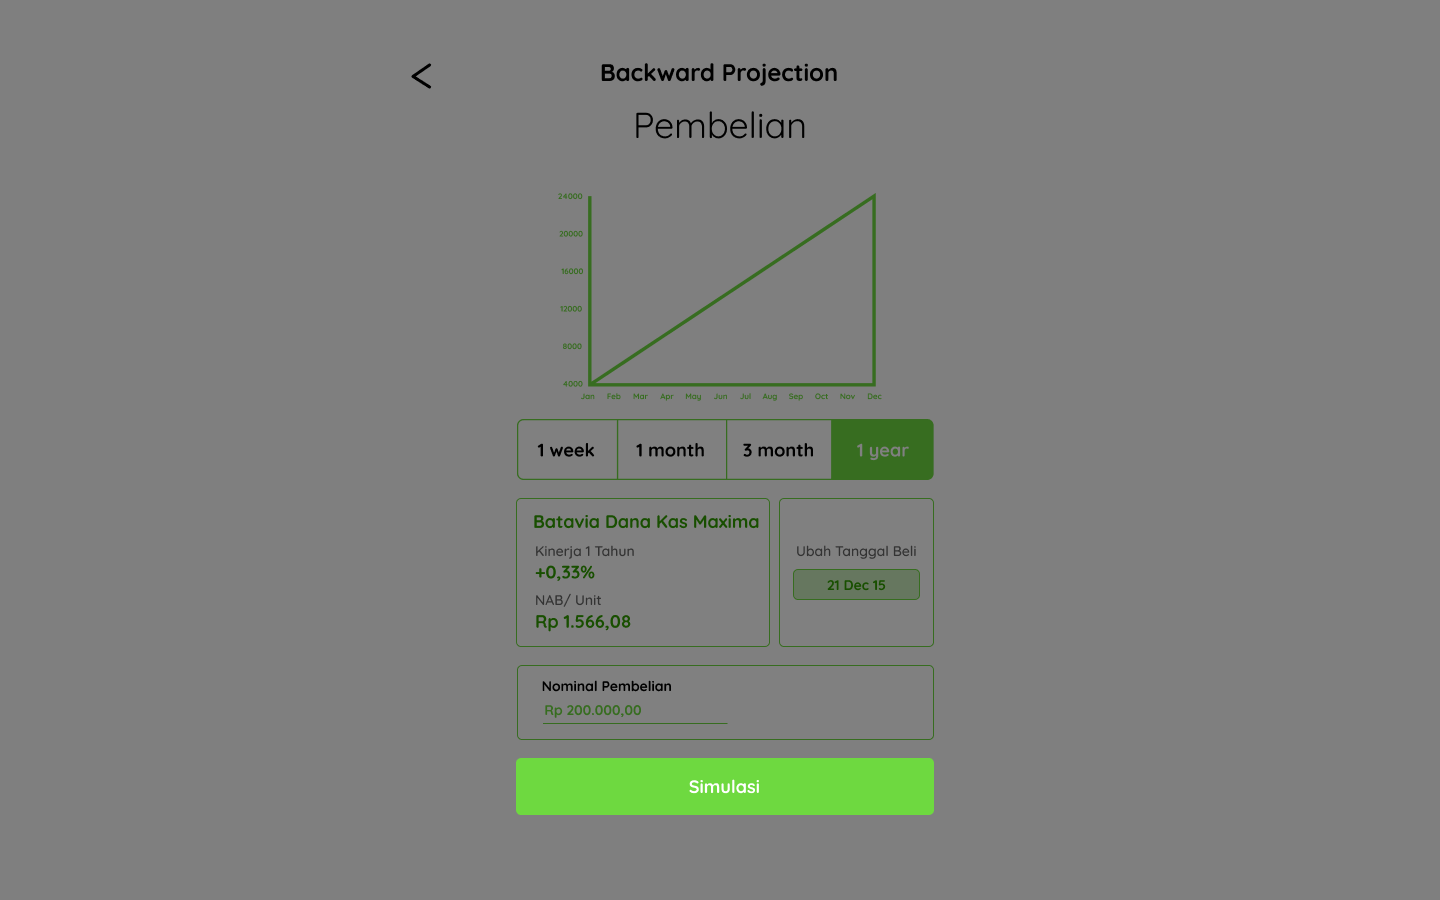 Backward Projection
Pembelian
24000
20000
16000
12000
8000
4000
Jan Feb Mar Apr May Jun Jul Aug Sep Oct Nov Dec
1 week 1 month 3 month 1 year
Batavia Dana Kas Maxima
Kinerja 1 Tahun
+0,33%
NAB/ Unit
Rp 1.566,08
Ubah Tanggal Beli
21 Dec 15
Nominal Pembelian
Rp 200.000,00
Simulasi